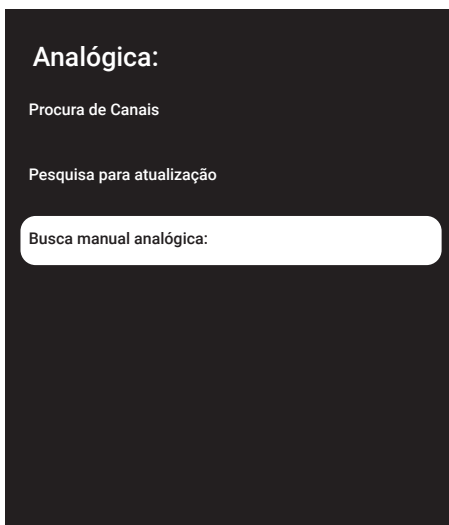 Analógica:
Procura de Canais
Pesquisa para atualização
Busca manual analógica: